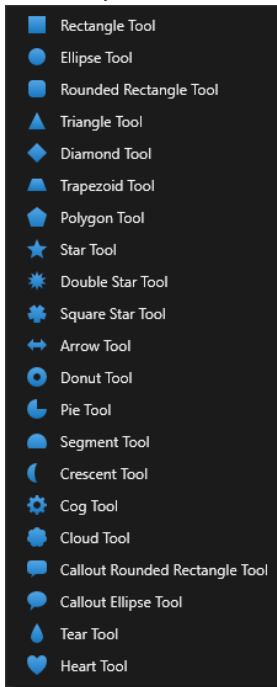 Rectangle Tool
Ellipse Tool
Rounded Rectangle Tool
Triangle Tool
Diamond Tool
Trapezoid Tool
Polygon Tool
Star Tool
Double Star Tool
Square Star Tool
Arrow Tool
Donut Tool
Pie Tool
Segment Tool
Crescent Tool
Cog Tool
Cloud Tool
Callout Rounded Rectangle Tool
Callout Ellipse Tool
Tear Tool
Heart Tool